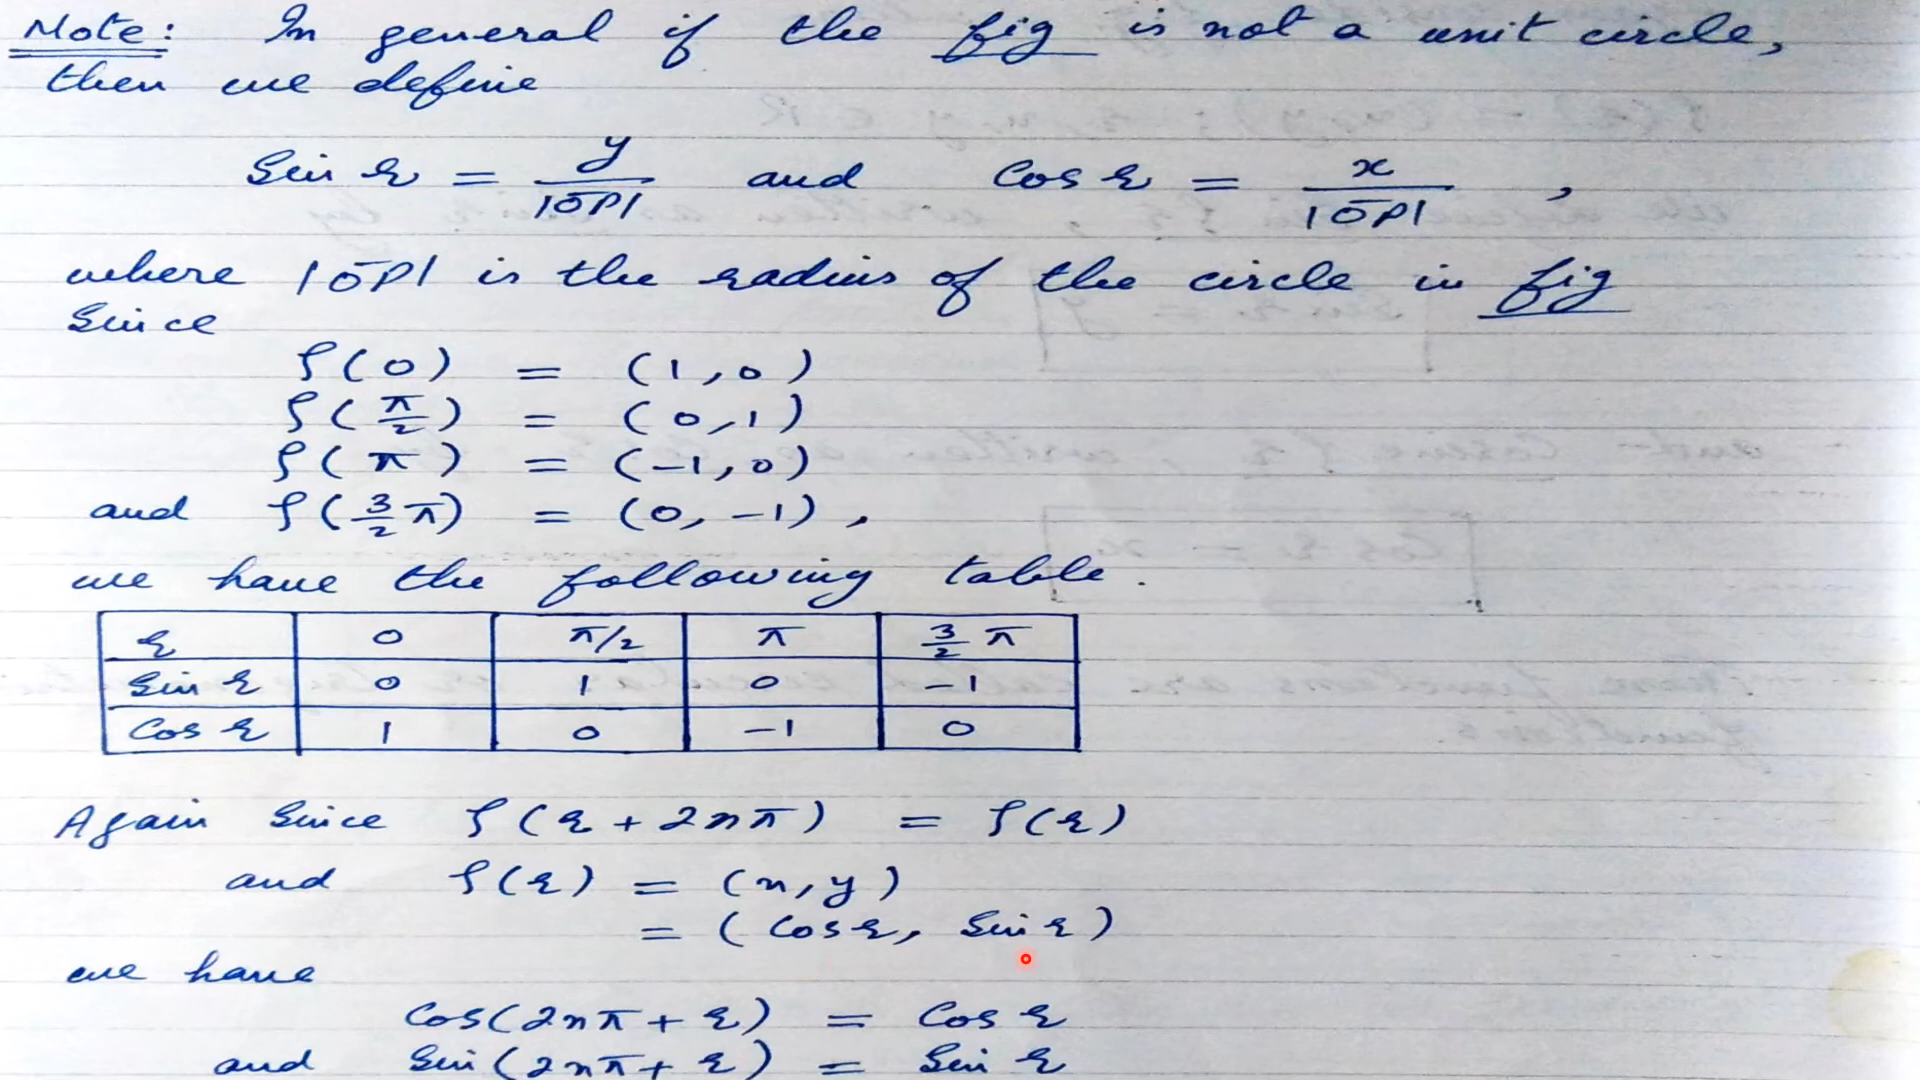 Note: In general if the fig is not a unit circle,
then we define
Sin r = y/|OP| and Cos r = x/|OP| ,
where |OP| is the radius of the circle in fig
Since
ρ(0) = (1,0)
ρ(π/2) = (0,1)
ρ(π) = (-1,0)
and ρ(3/2 π) = (0,-1),
we have the following table.
r 0 π/2 π 3/2 π
Sin r 0 1 0 -1
Cos r 1 0 -1 0
Again Since ρ(r + 2nπ) = ρ(r)
and ρ(r) = (x,y)
= (Cos r, Sin r)
we have
Cos(2nπ + r) = Cos r
and Sin(2nπ + r) = Sin r